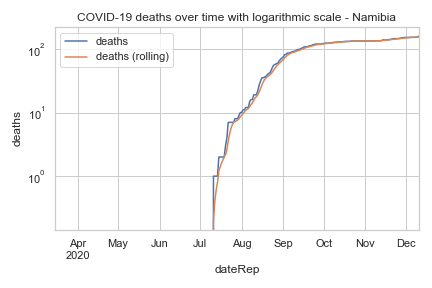 COVID-19 deaths over time with logarithmic scale - Namibia
deaths
deaths (rolling)
deaths
10²
10¹
10⁰
Apr May Jun Jul Aug Sep Oct Nov Dec
2020
dateRep